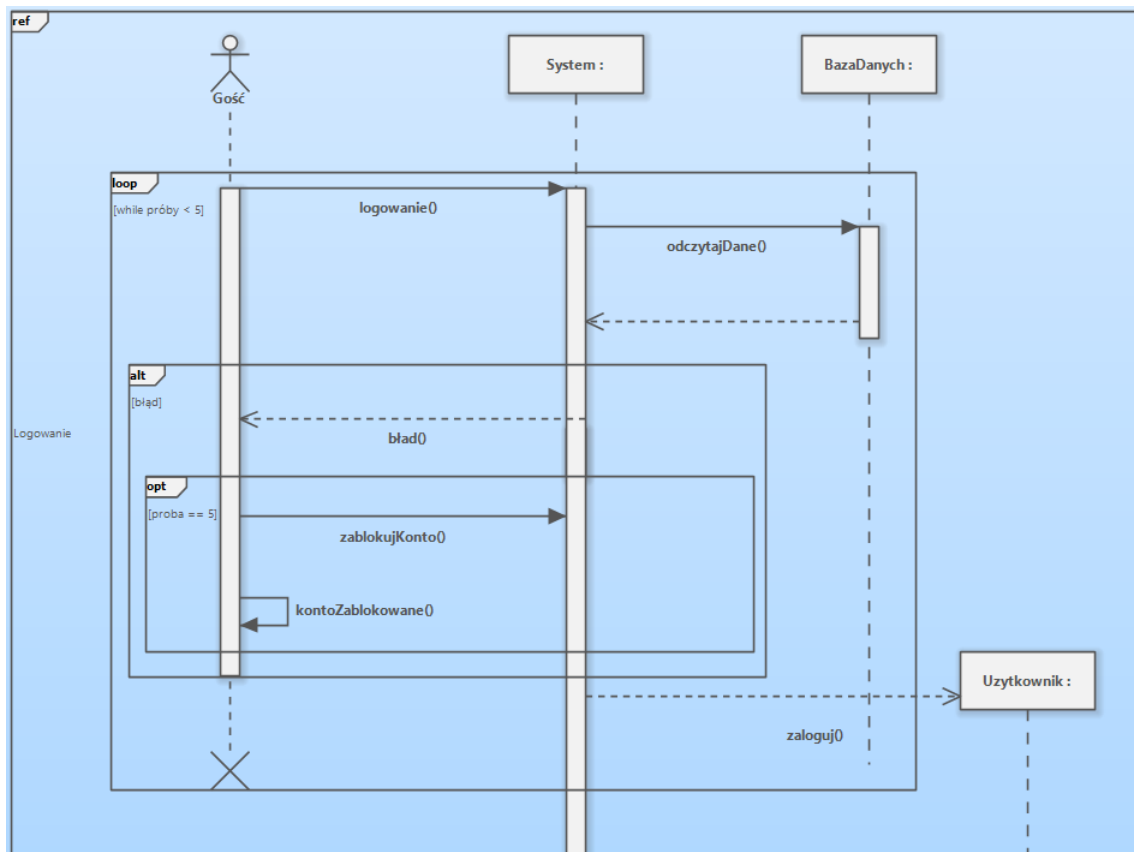 ref
Gość
System :
BazaDanych :
loop
[while próby < 5]
logowanie()
odczytajDane()
alt
[błąd]
Logowanie
bład()
opt
[proba == 5]
zablokujKonto()
kontoZablokowane()
Uzytkownik :
zaloguj()